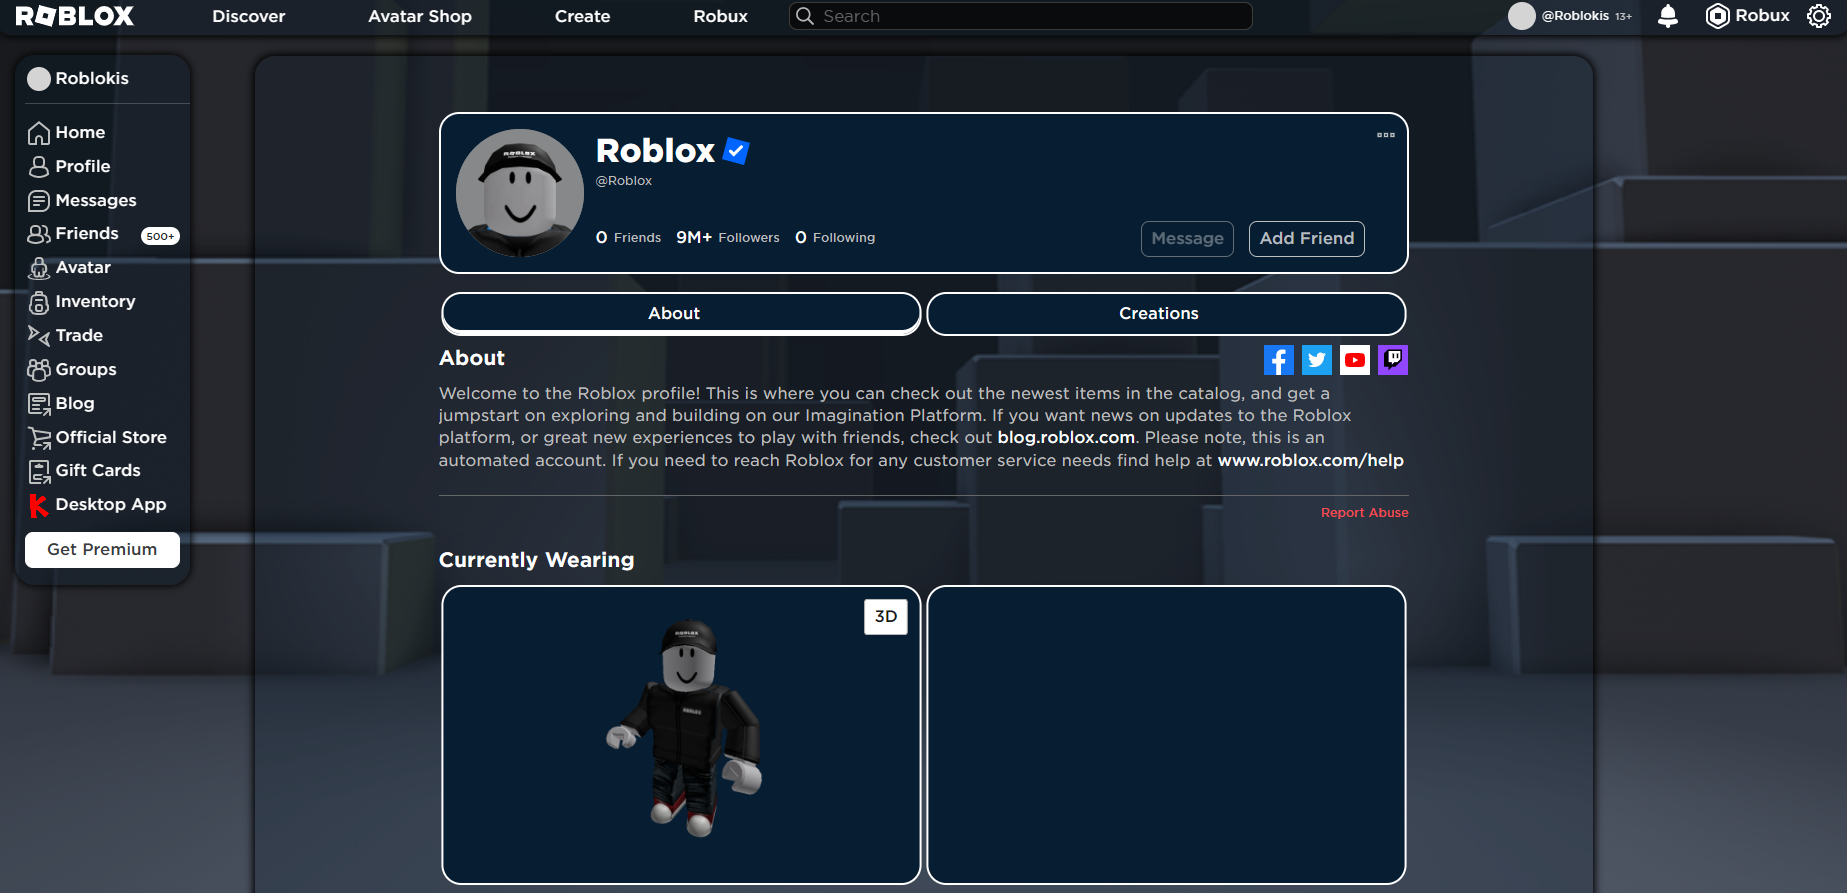 ROBLOX
Discover
Avatar Shop
Create
Robux
Search
@Roblokis 13+
Robux
Roblokis
Home
Profile
Messages
Friends 500+
Avatar
Inventory
Trade
Groups
Blog
Official Store
Gift Cards
Desktop App
Get Premium
ROBLOX
Roblox
@Roblox
0 Friends 9M+ Followers 0 Following
Message
Add Friend
About
Creations
About
Welcome to the Roblox profile! This is where you can check out the newest items in the catalog, and get a
jumpstart on exploring and building on our Imagination Platform. If you want news on updates to the Roblox
platform, or great new experiences to play with friends, check out blog.roblox.com. Please note, this is an
automated account. If you need to reach Roblox for any customer service needs find help at www.roblox.com/help
Report Abuse
Currently Wearing
3D
ROBLOX
ROBLOX